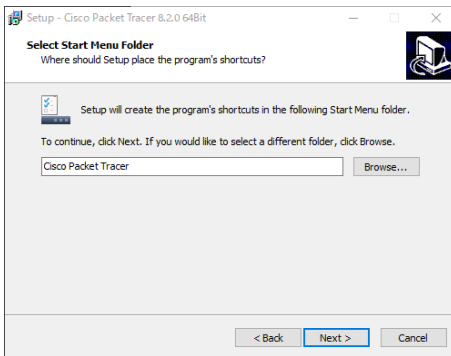 Setup - Cisco Packet Tracer 8.2.0 64Bit
Select Start Menu Folder
Where should Setup place the program's shortcuts?
Setup will create the program's shortcuts in the following Start Menu folder.
To continue, click Next. If you would like to select a different folder, click Browse.
Cisco Packet Tracer
Browse...
< Back
Next >
Cancel